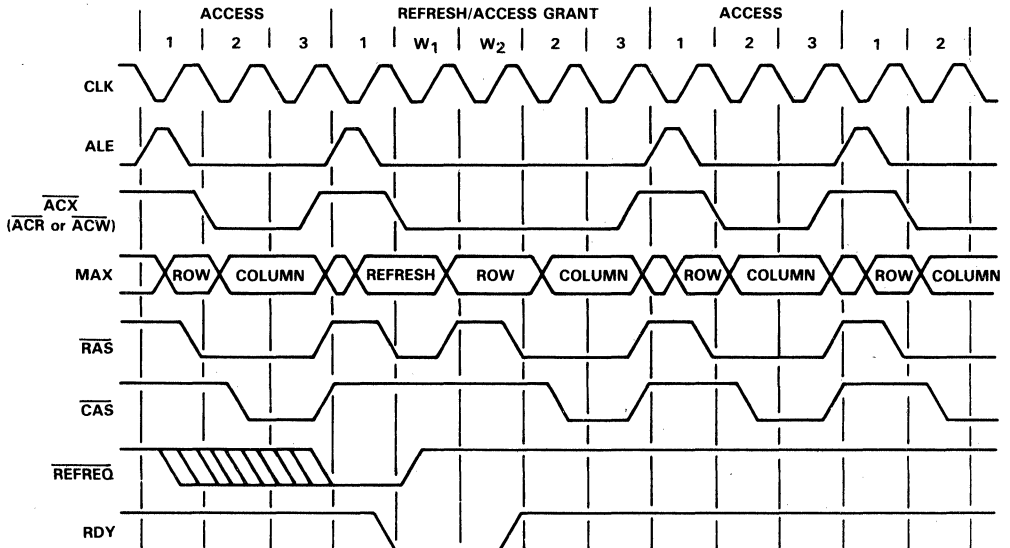 ACCESS REFRESH/ACCESS GRANT ACCESS
1 2 3 1 W1 W2 2 3 1 2 3 1 2
CLK
ALE
ACX
(ACR or ACW)
MAX ROW COLUMN REFRESH ROW COLUMN ROW COLUMN ROW COLUMN
RAS
CAS
REFREQ
RDY